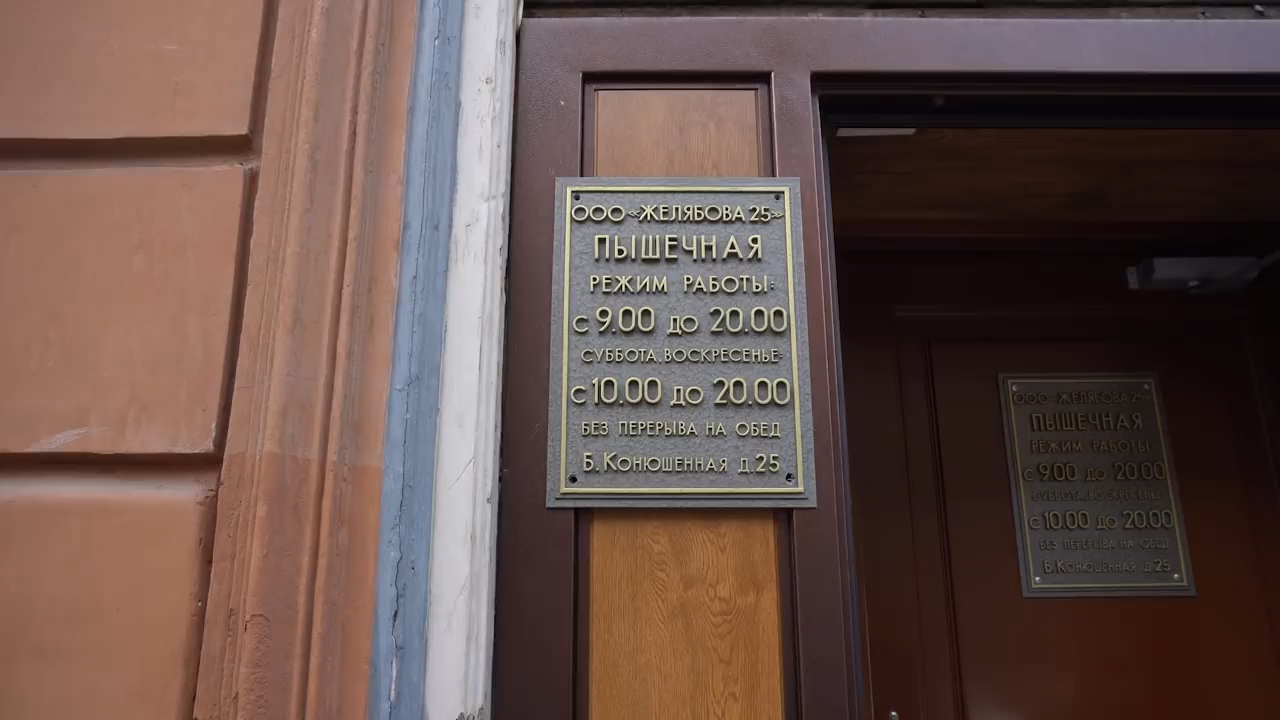 ООО «ЖЕЛЯБОВА 25»
ПЫШЕЧНАЯ
РЕЖИМ РАБОТЫ:
С 9.00 ДО 20.00
СУББОТА, ВОСКРЕСЕНЬЕ:
С 10.00 ДО 20.00
БЕЗ ПЕРЕРЫВА НА ОБЕД
Б. КОНЮШЕННАЯ Д. 25
ООО «ЖЕЛЯБОВА 25»
ПЫШЕЧНАЯ
РЕЖИМ РАБОТЫ:
С 9.00 ДО 20.00
СУББОТА, ВОСКРЕСЕНЬЕ:
С 10.00 ДО 20.00
БЕЗ ПЕРЕРЫВА НА ОБЕД
Б. КОНЮШЕННАЯ Д. 25